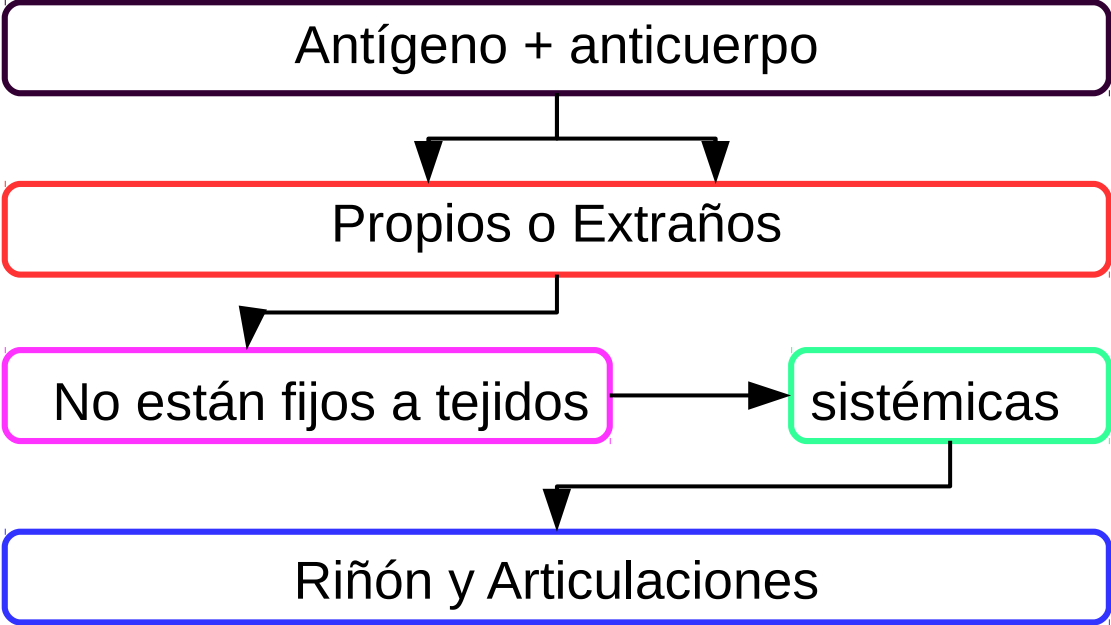 Antígeno + anticuerpo
Propios o Extraños
No están fijos a tejidos
sistémicas
Riñón y Articulaciones